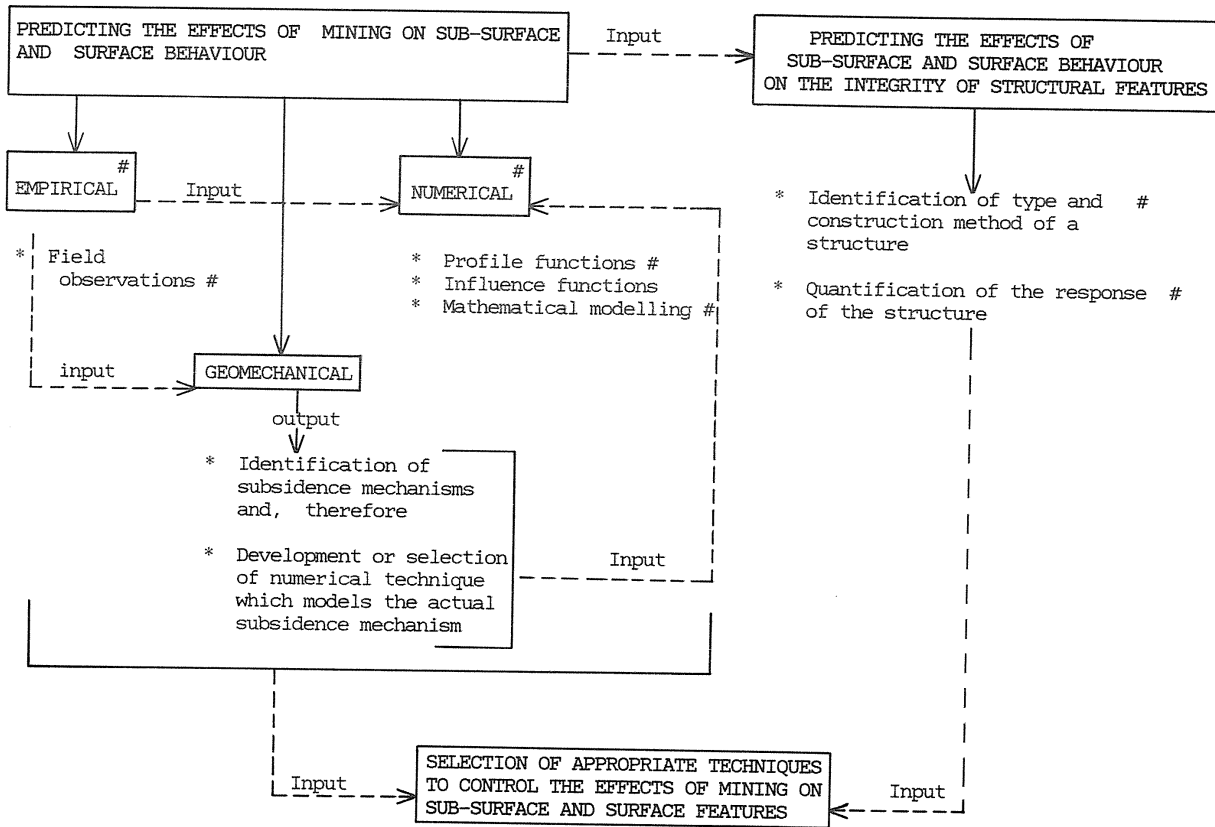 PREDICTING THE EFFECTS OF MINING ON SUB-SURFACE
AND SURFACE BEHAVIOUR
Input
PREDICTING THE EFFECTS OF
SUB-SURFACE AND SURFACE BEHAVIOUR
ON THE INTEGRITY OF STRUCTURAL FEATURES
#
EMPIRICAL
Input
#
NUMERICAL
* Field
observations #
* Profile functions #
* Influence functions
* Mathematical modelling #
* Identification of type and #
construction method of a
structure
* Quantification of the response #
of the structure
input
GEOMECHANICAL
output
* Identification of
subsidence mechanisms
and, therefore
* Development or selection
of numerical technique
which models the actual
subsidence mechanism
Input
Input
SELECTION OF APPROPRIATE TECHNIQUES
TO CONTROL THE EFFECTS OF MINING ON
SUB-SURFACE AND SURFACE FEATURES
Input